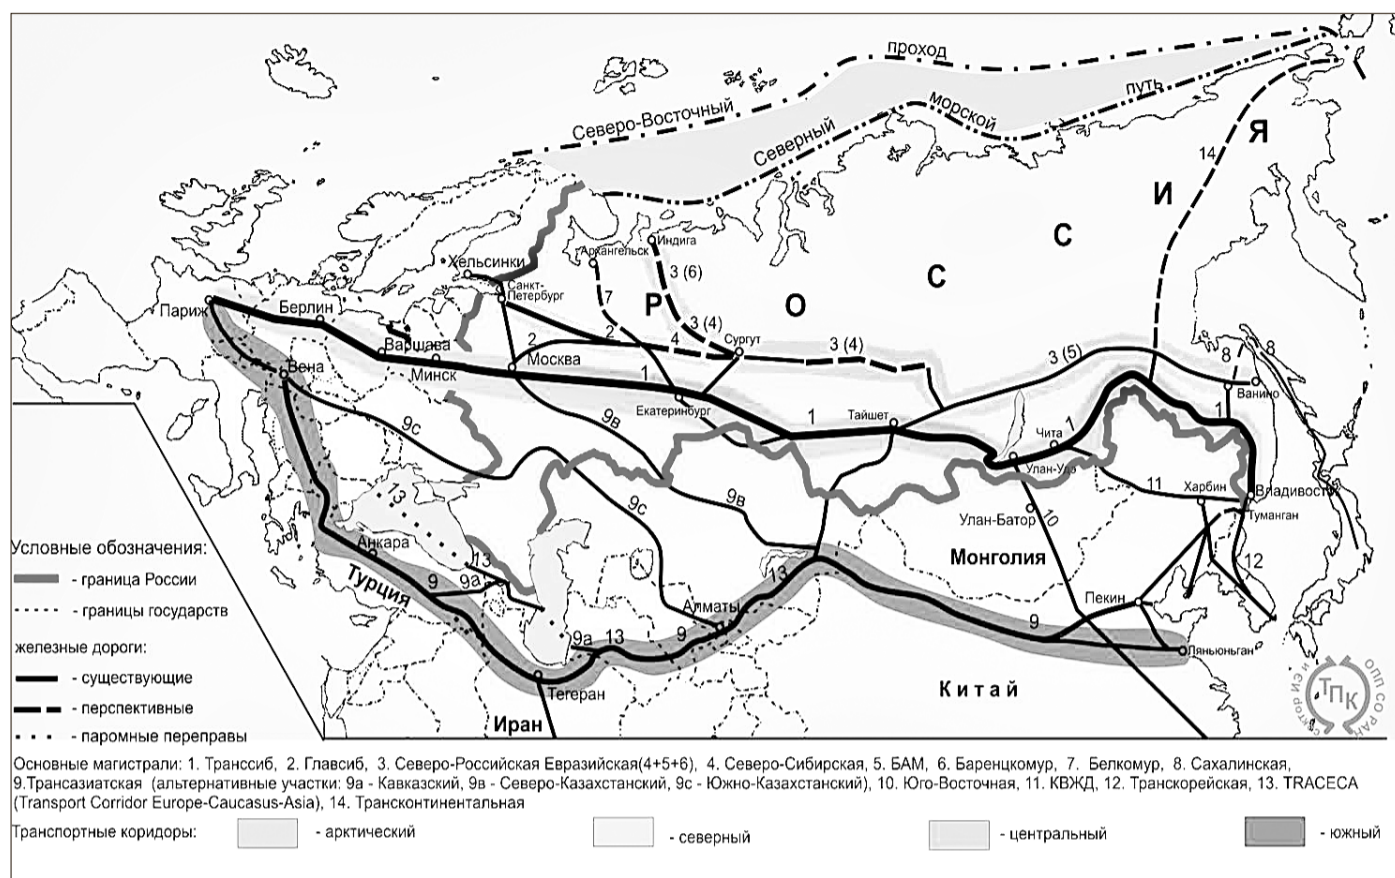 проход
Северо-Восточный
путь
морской
Северный
Я
14
И
С
С
О
Р
Индига
Архангельск
3 (6)
Хельсинки
Санкт-
Петербург
7
3 (4)
2
2
4
Сургут
3 (4)
3 (5)
8
8
Париж
Берлин
Варшава
Минск
Москва
Вена
1
Екатеринбург
Ванино
9с
9в
1
Тайшет
Чита
1
1
Улан-Удэ
11
Харбин
Владивосток
Туманган
13
9в
9с
Улан-Батор
10
12
Монголия
Анкара
Турция
9
9а
13
13
Пекин
Алматы
9а
13
9
9
Ляньюньган
Тегеран
Иран
Китай
Условные обозначения:
- граница России
- границы государств
железные дороги:
- существующие
- перспективные
- паромные переправы
ТПК
ОПП СО РАН
сектор ИСИ
Основные магистрали: 1. Транссиб, 2. Главсиб, 3. Северо-Российская Евразийская(4+5+6), 4. Северо-Сибирская, 5. БАМ, 6. Баренцкомур, 7. Белкомур, 8. Сахалинская,
9.Трансазиатская (альтернативные участки: 9а - Кавказский, 9в - Северо-Казахстанский, 9с - Южно-Казахстанский), 10. Юго-Восточная, 11. КВЖД, 12. Транскорейская, 13. TRACECA
(Transport Corridor Europe-Caucasus-Asia), 14. Трансконтинентальная
Транспортные коридоры:
- арктический
- северный
- центральный
- южный